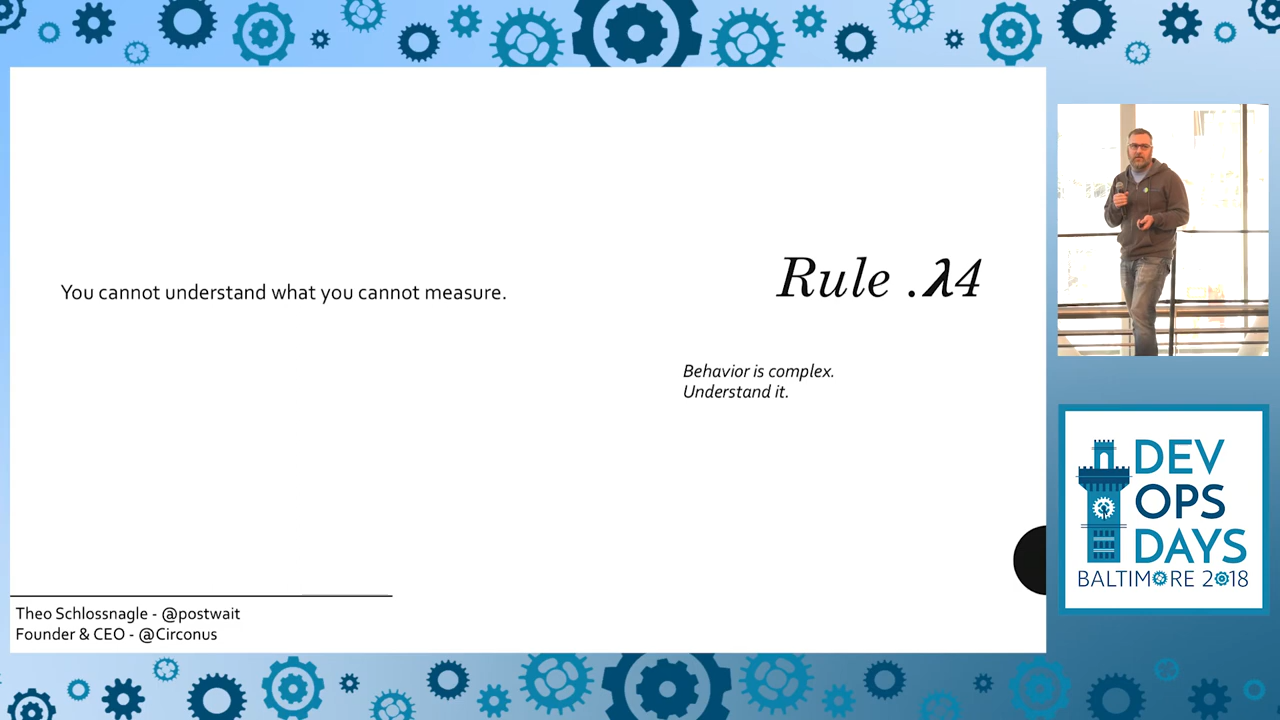 You cannot understand what you cannot measure.
Rule .λ4
Behavior is complex.
Understand it.
Theo Schlossnagle - @postwait
Founder & CEO - @Circonus
DEV
OPS
DAYS
BALTIMORE 2018